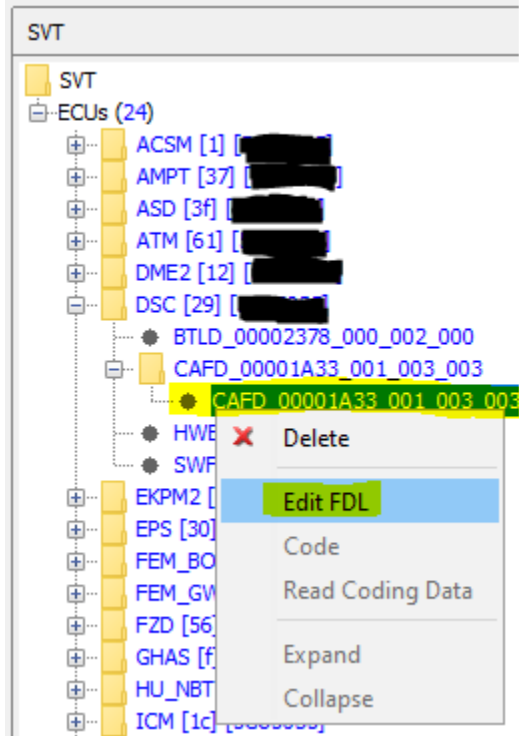 SVT
SVT
ECUs (24)
ACSM [1] [
AMPT [37] [ ]
ASD [3f] [
ATM [61] [
DME2 [12] [
DSC [29] [
BTLD_00002378_000_002_000
CAFD_00001A33_001_003_003
CAFD_00001A33_001_003_003
HWE
SWF
EKPM2 [
EPS [30]
FEM_BO
FEM_GW
FZD [56]
GHAS [f]
HU_NBT
ICM [1c]
Delete
Edit FDL
Code
Read Coding Data
Expand
Collapse